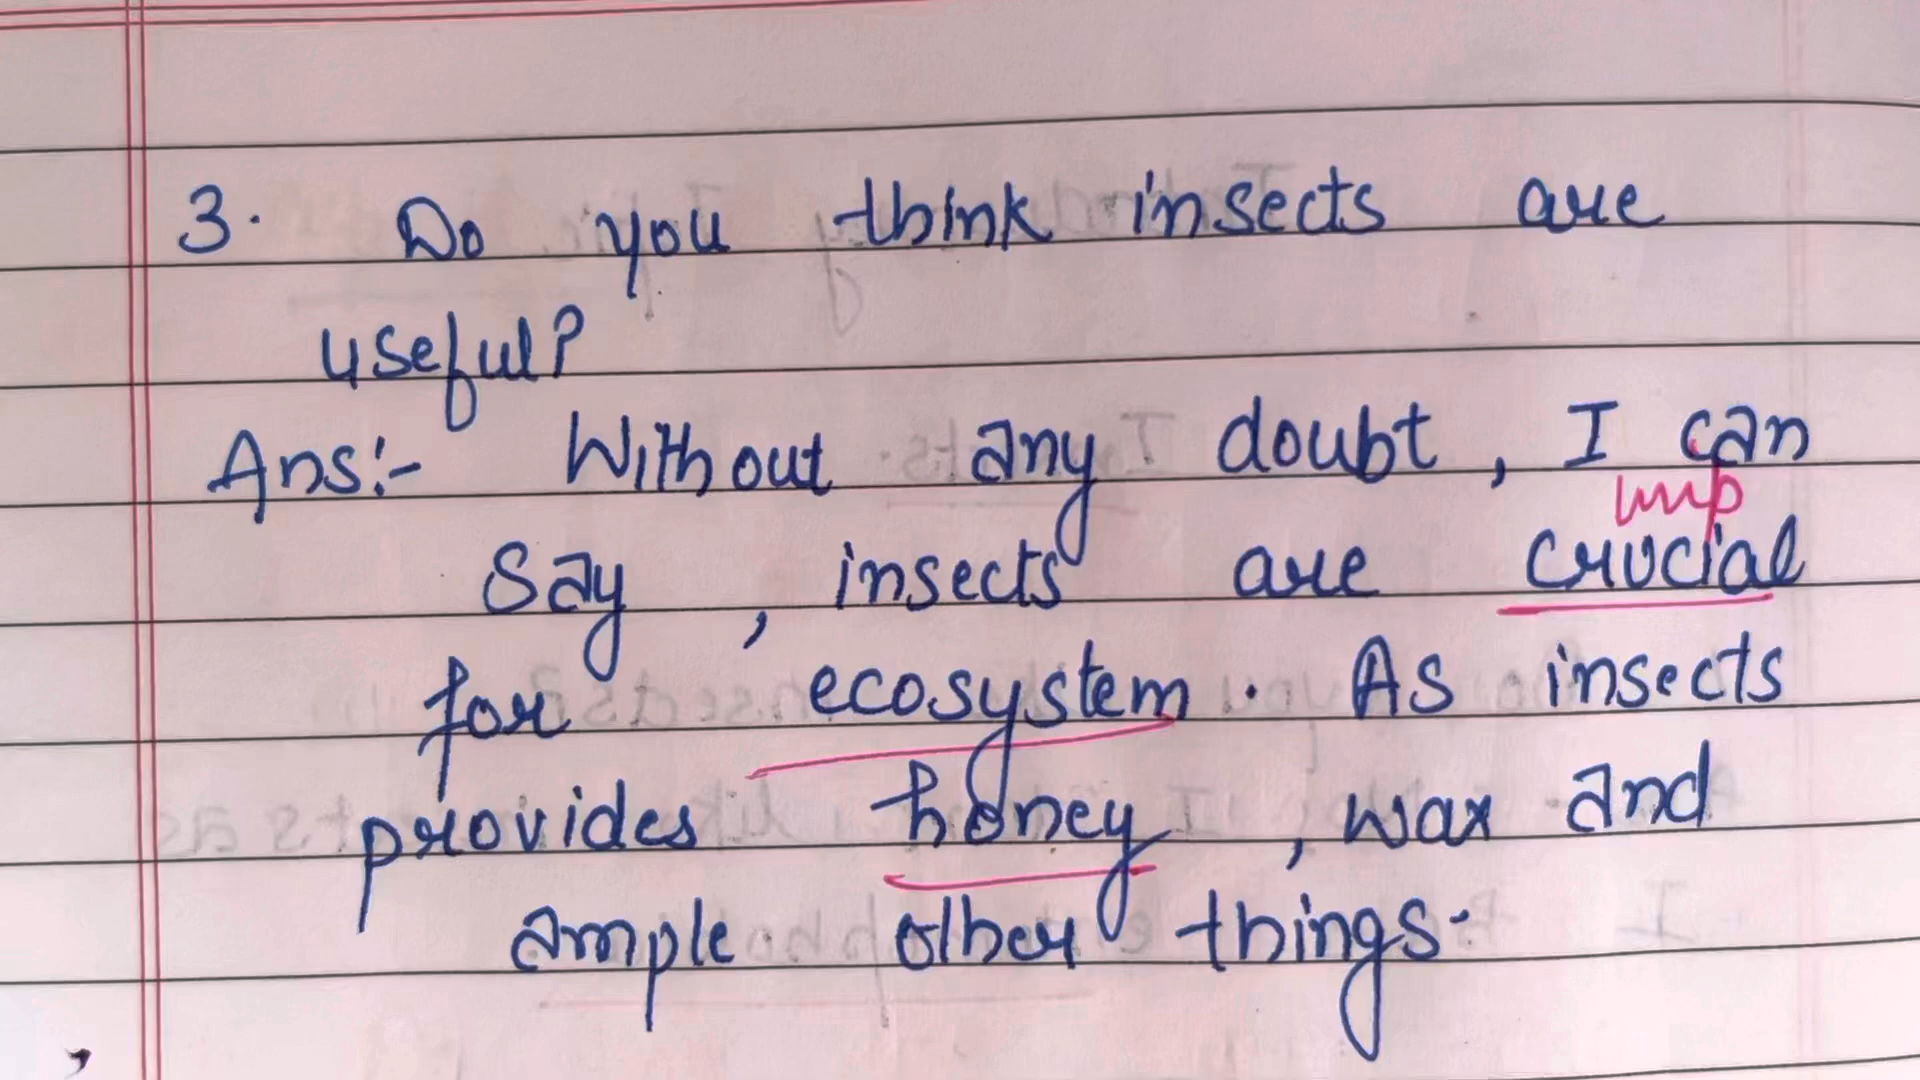 3. Do you think insects are
useful?
Ans:- Without any doubt, I can
imp
say, insects are crucial
for ecosystem. As insects
provides honey, wax and
ample other things.